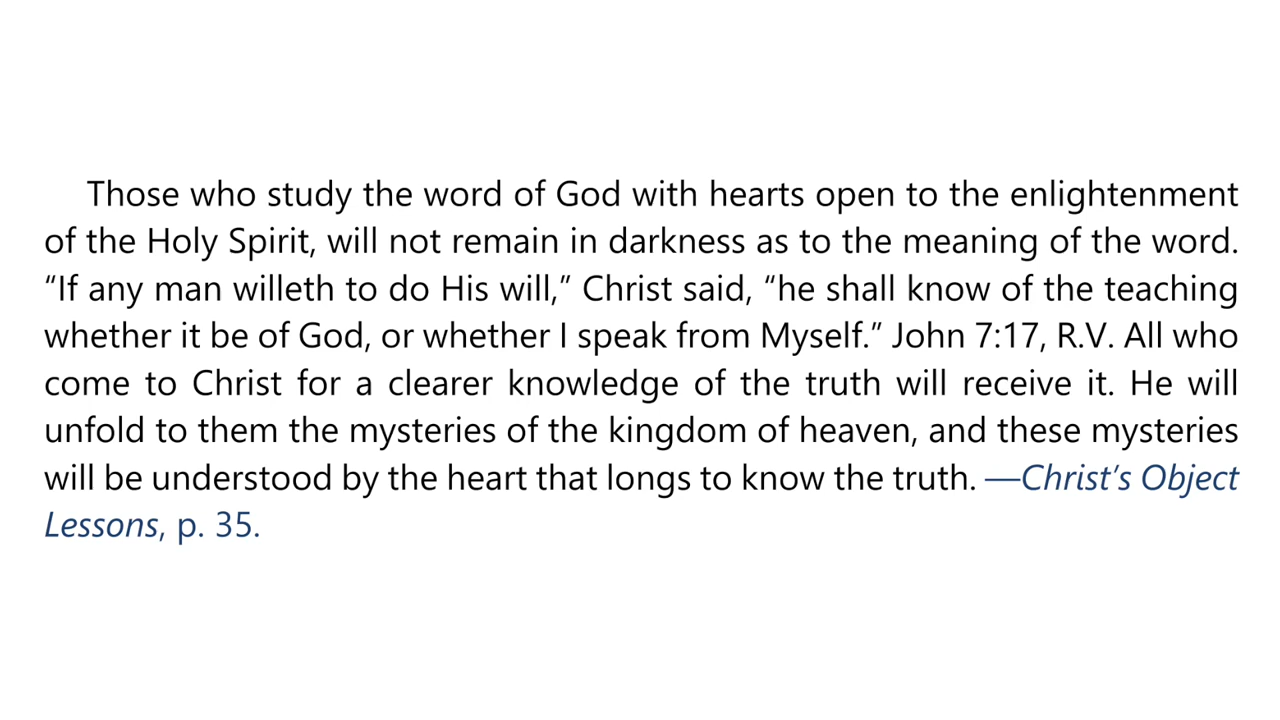 Those who study the word of God with hearts open to the enlightenment
of the Holy Spirit, will not remain in darkness as to the meaning of the word.
“If any man willeth to do His will,” Christ said, “he shall know of the teaching
whether it be of God, or whether I speak from Myself.” John 7:17, R.V. All who
come to Christ for a clearer knowledge of the truth will receive it. He will
unfold to them the mysteries of the kingdom of heaven, and these mysteries
will be understood by the heart that longs to know the truth. —Christ’s Object
Lessons, p. 35.